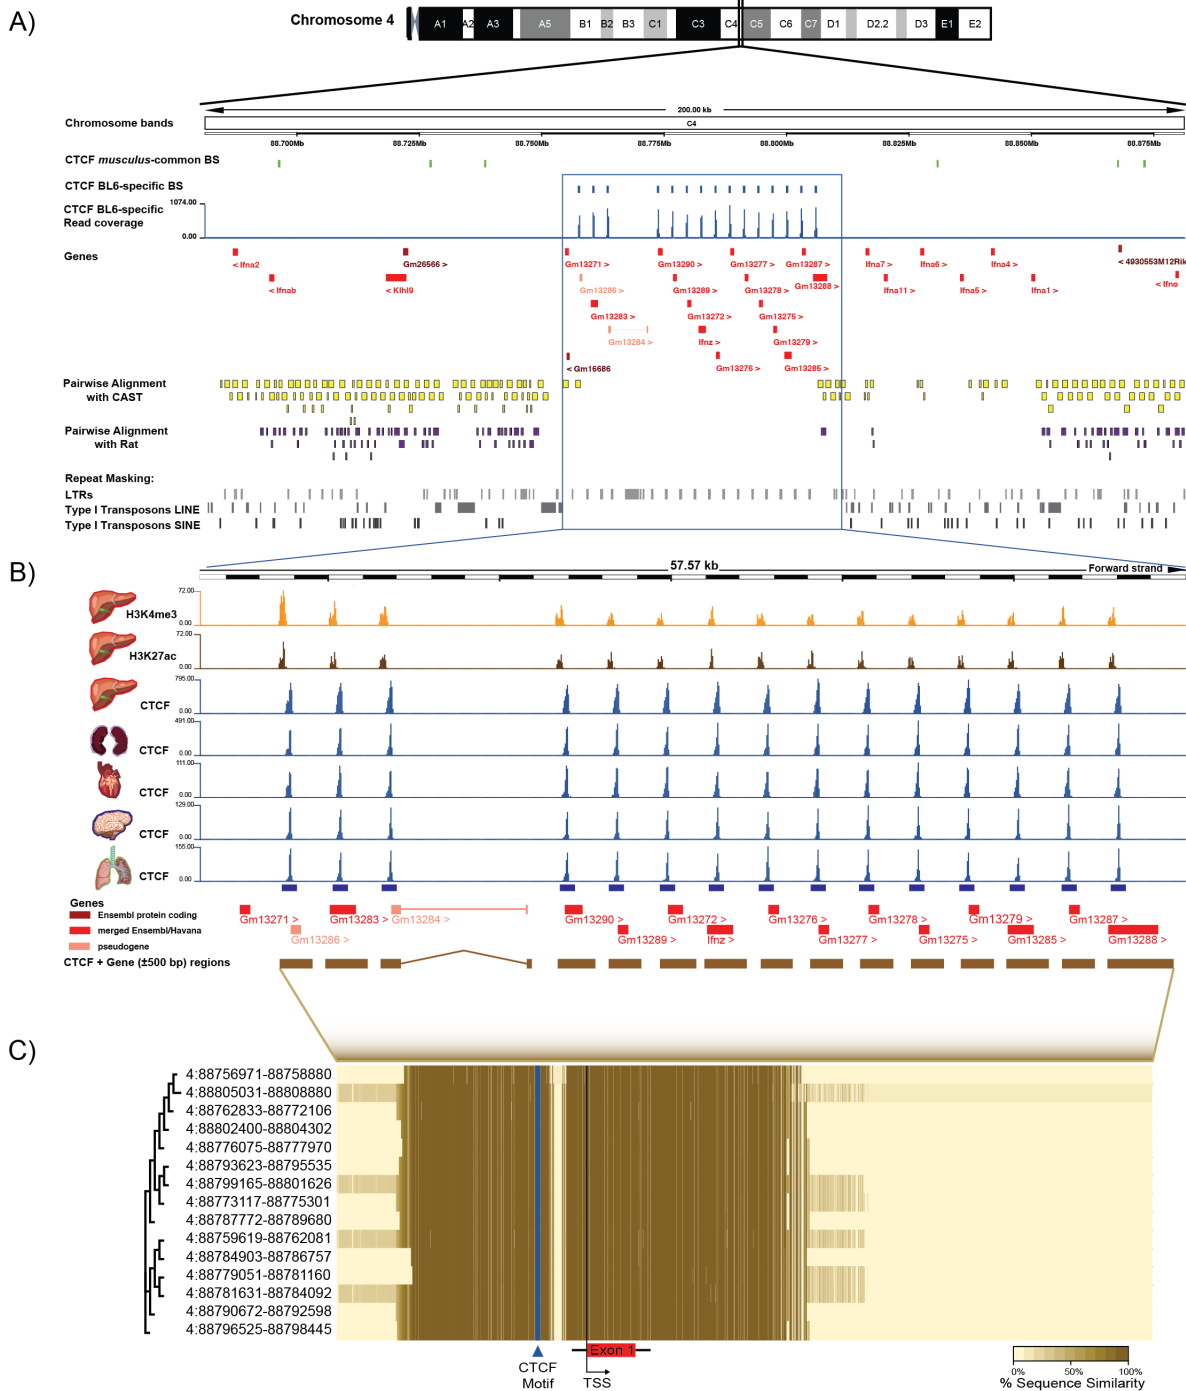 A)
Chromosome 4
A1 A2 A3 A5 B1 B2 B3 C1 C3 C4 C5 C6 C7 D1 D2.2 D3 E1 E2
200.00 kb
Chromosome bands
C4
88.700Mb 88.725Mb 88.750Mb 88.775Mb 88.800Mb 88.825Mb 88.850Mb 88.875Mb
CTCF musculus-common BS
CTCF BL6-specific BS
CTCF BL6-specific
Read coverage
1074.00
0.00
Genes
< Ifna2 Gm26566 > Gm13271 > Gm13290 > Gm13277 > Gm13287 > Ifna7 > Ifna6 > Ifna4 > < 4930553M12Rik
< Ifnab < Klhl9 Gm13286 > Gm13289 > Gm13278 > Gm13288 > Ifna11 > Ifna5 > Ifna1 > < Ifne
Gm13283 > Gm13272 > Gm13275 >
Gm13284 > Ifnz > Gm13279 >
< Gm16686 Gm13276 > Gm13285 >
Pairwise Alignment
with CAST
Pairwise Alignment
with Rat
Repeat Masking:
LTRs
Type I Transposons LINE
Type I Transposons SINE
B)
57.57 kb
Forward strand
72.00
H3K4me3
0.00
72.00
H3K27ac
0.00
795.00
CTCF
0.00
491.00
CTCF
0.00
111.00
CTCF
0.00
129.00
CTCF
0.00
155.00
CTCF
0.00
Genes
Ensembl protein coding
merged Ensembl/Havana
pseudogene
Gm13271 > Gm13283 > Gm13284 > Gm13290 > Gm13272 > Gm13276 > Gm13278 > Gm13279 > Gm13287 >
Gm13286 > Gm13289 > Ifnz > Gm13277 > Gm13275 > Gm13285 > Gm13288 >
CTCF + Gene (±500 bp) regions
C)
4:88756971-88758880
4:88805031-88808880
4:88762833-88772106
4:88802400-88804302
4:88776075-88777970
4:88793623-88795535
4:88799165-88801626
4:88773117-88775301
4:88787772-88789680
4:88759619-88762081
4:88784903-88786757
4:88779051-88781160
4:88781631-88784092
4:88790672-88792598
4:88796525-88798445
CTCF
Motif
Exon 1
TSS
0% 50% 100%
% Sequence Similarity